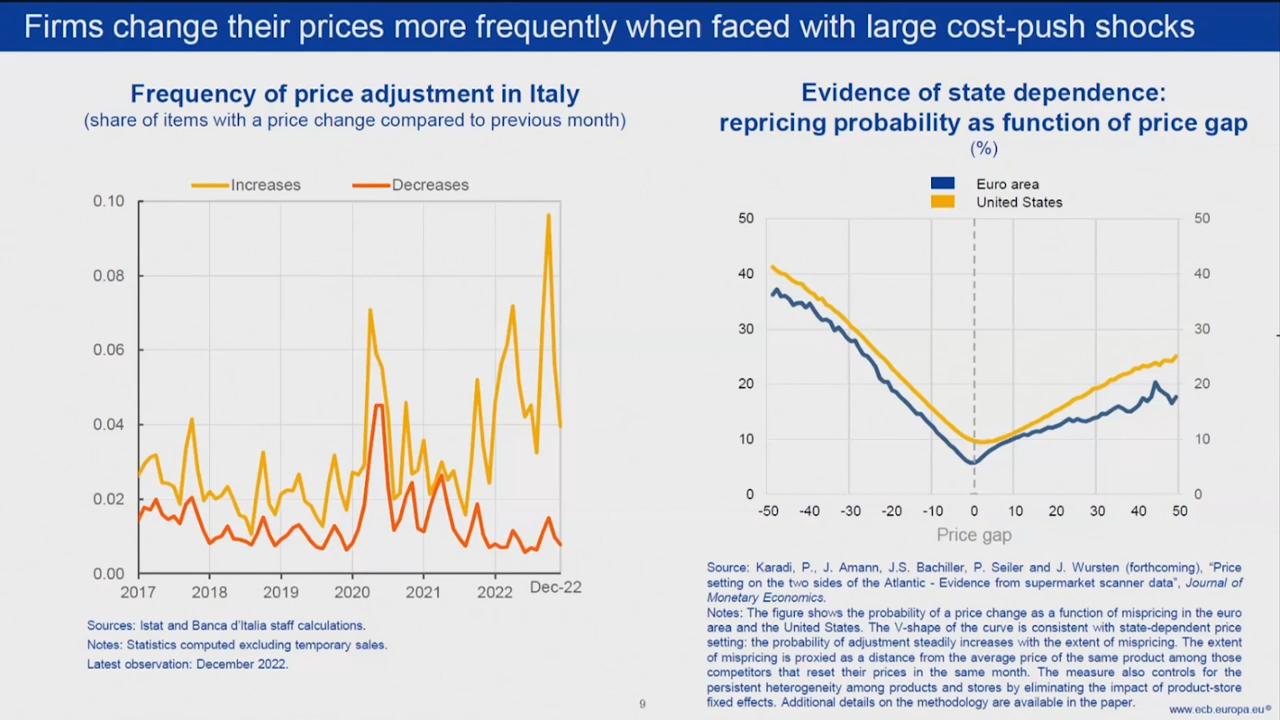 Firms change their prices more frequently when faced with large cost-push shocks
Frequency of price adjustment in Italy
(share of items with a price change compared to previous month)
Increases
Decreases
0.10
0.08
0.06
0.04
0.02
0.00
2017
2018
2019
2020
2021
2022
Dec-22
Sources: Istat and Banca d'Italia staff calculations.
Notes: Statistics computed excluding temporary sales.
Latest observation: December 2022.
Evidence of state dependence:
repricing probability as function of price gap
(%)
Euro area
United States
50
40
30
20
10
0
50
40
30
20
10
0
-50
-40
-30
-20
-10
0
10
20
30
40
50
Price gap
Source: Karadi, P., J. Amann, J.S. Bachiller, P. Seiler and J. Wursten (forthcoming), "Price
setting on the two sides of the Atlantic - Evidence from supermarket scanner data", Journal of
Monetary Economics.
Notes: The figure shows the probability of a price change as a function of mispricing in the euro
area and the United States. The V-shape of the curve is consistent with state-dependent price
setting: the probability of adjustment steadily increases with the extent of mispricing. The extent
of mispricing is proxied as a distance from the average price of the same product among those
competitors that reset their prices in the same month. The measure also controls for the
persistent heterogeneity among products and stores by eliminating the impact of product-store
fixed effects. Additional details on the methodology are available in the paper.
9
www.ecb.europa.eu©